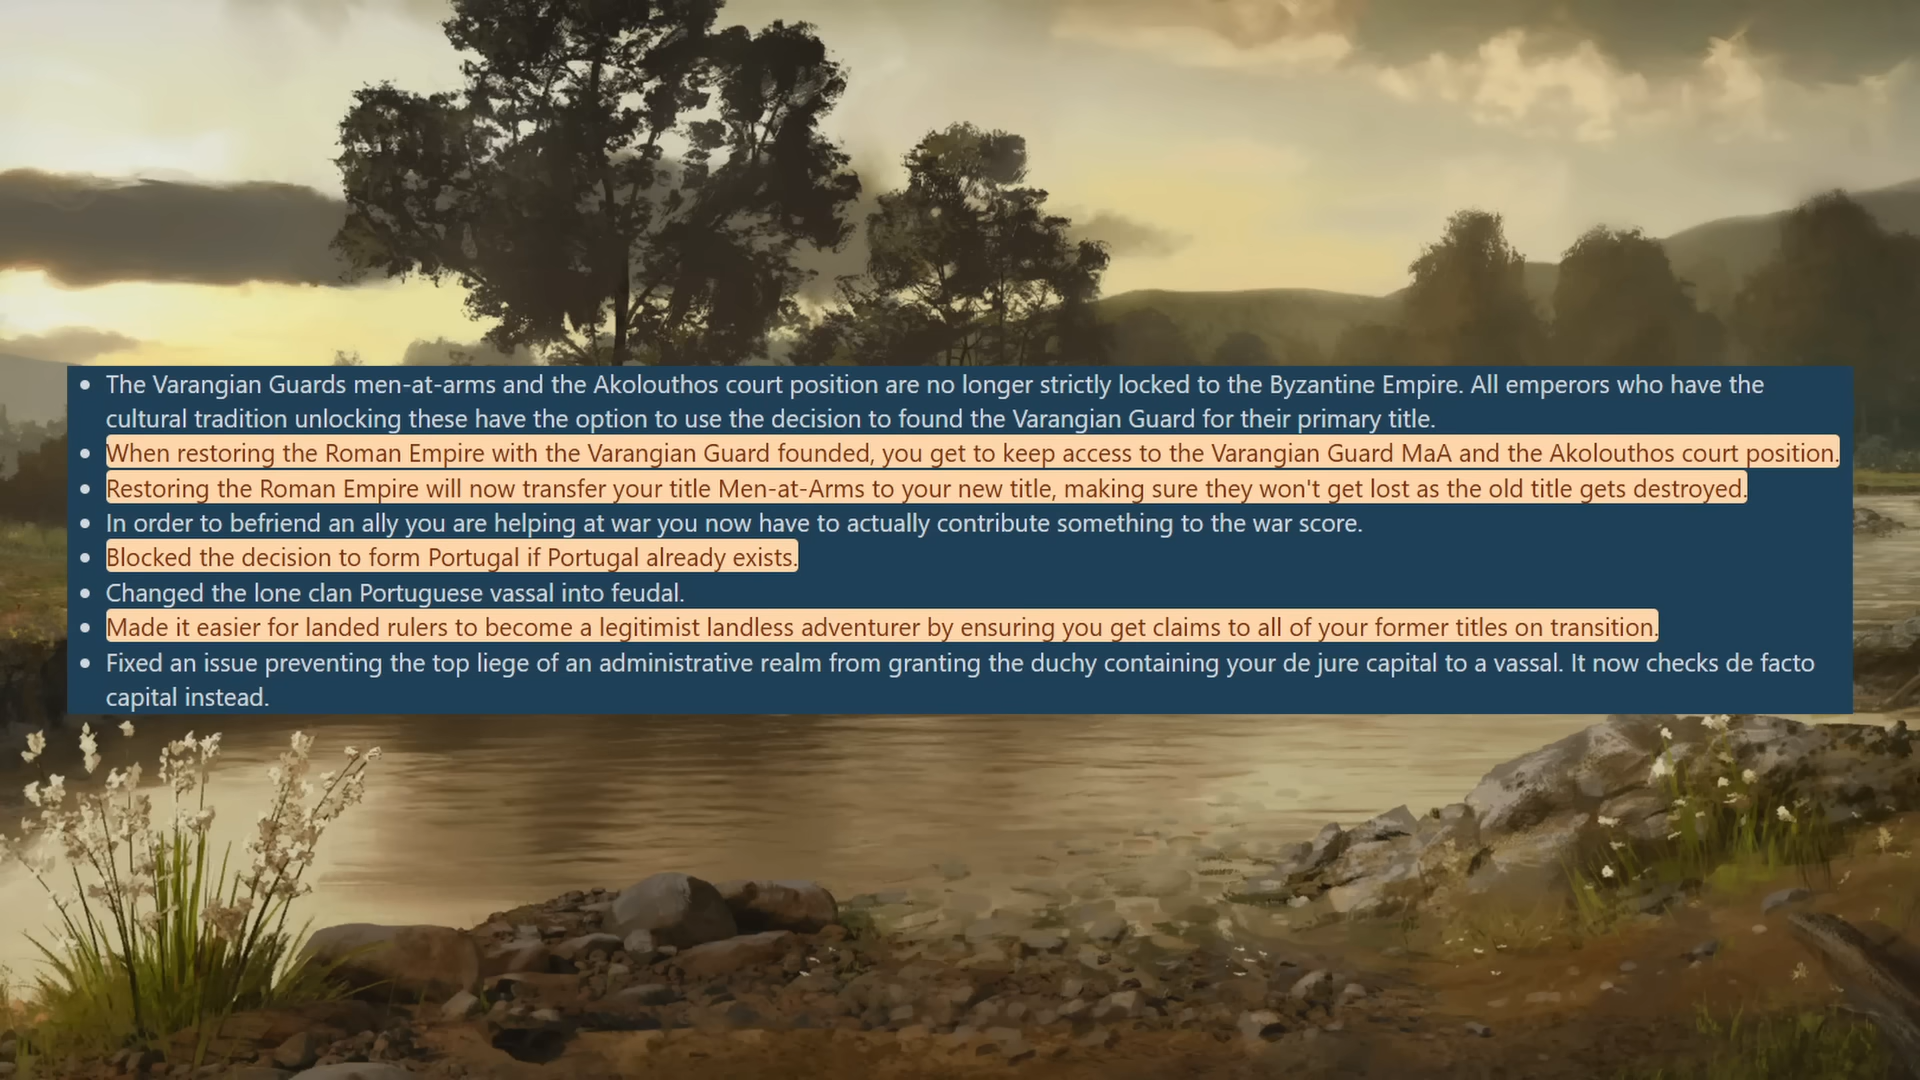 The Varangian Guards men-at-arms and the Akolouthos court position are no longer strictly locked to the Byzantine Empire. All emperors who have the
cultural tradition unlocking these have the option to use the decision to found the Varangian Guard for their primary title.
When restoring the Roman Empire with the Varangian Guard founded, you get to keep access to the Varangian Guard MaA and the Akolouthos court position.
Restoring the Roman Empire will now transfer your title Men-at-Arms to your new title, making sure they won't get lost as the old title gets destroyed.
In order to befriend an ally you are helping at war you now have to actually contribute something to the war score.
Blocked the decision to form Portugal if Portugal already exists.
Changed the lone clan Portuguese vassal into feudal.
Made it easier for landed rulers to become a legitimist landless adventurer by ensuring you get claims to all of your former titles on transition.
Fixed an issue preventing the top liege of an administrative realm from granting the duchy containing your de jure capital to a vassal. It now checks de facto
capital instead.